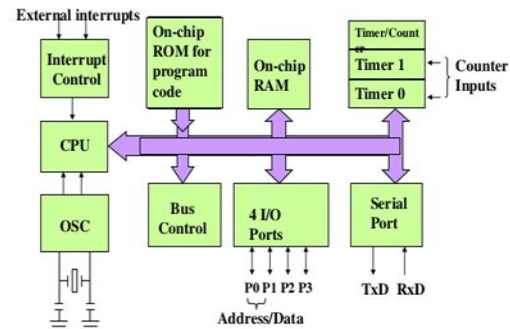 External interrupts
Interrupt
Control
On-chip
ROM for
program
code
On-chip
RAM
Timer/Count
er
Timer 1
Timer 0
Counter
Inputs
CPU
OSC
Bus
Control
4 I/O
Ports
Serial
Port
P0 P1 P2 P3
Address/Data
TxD RxD